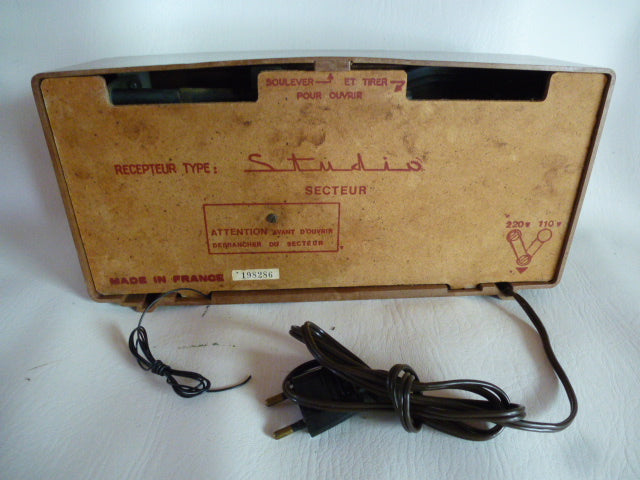 SOULEVER → ET TIRER
POUR OUVRIR
RECEPTEUR TYPE: Studio
SECTEUR
ATTENTION AVANT D'OUVRIR
DEBRANCHER DU SECTEUR
220V 110V
MADE IN FRANCE
198286